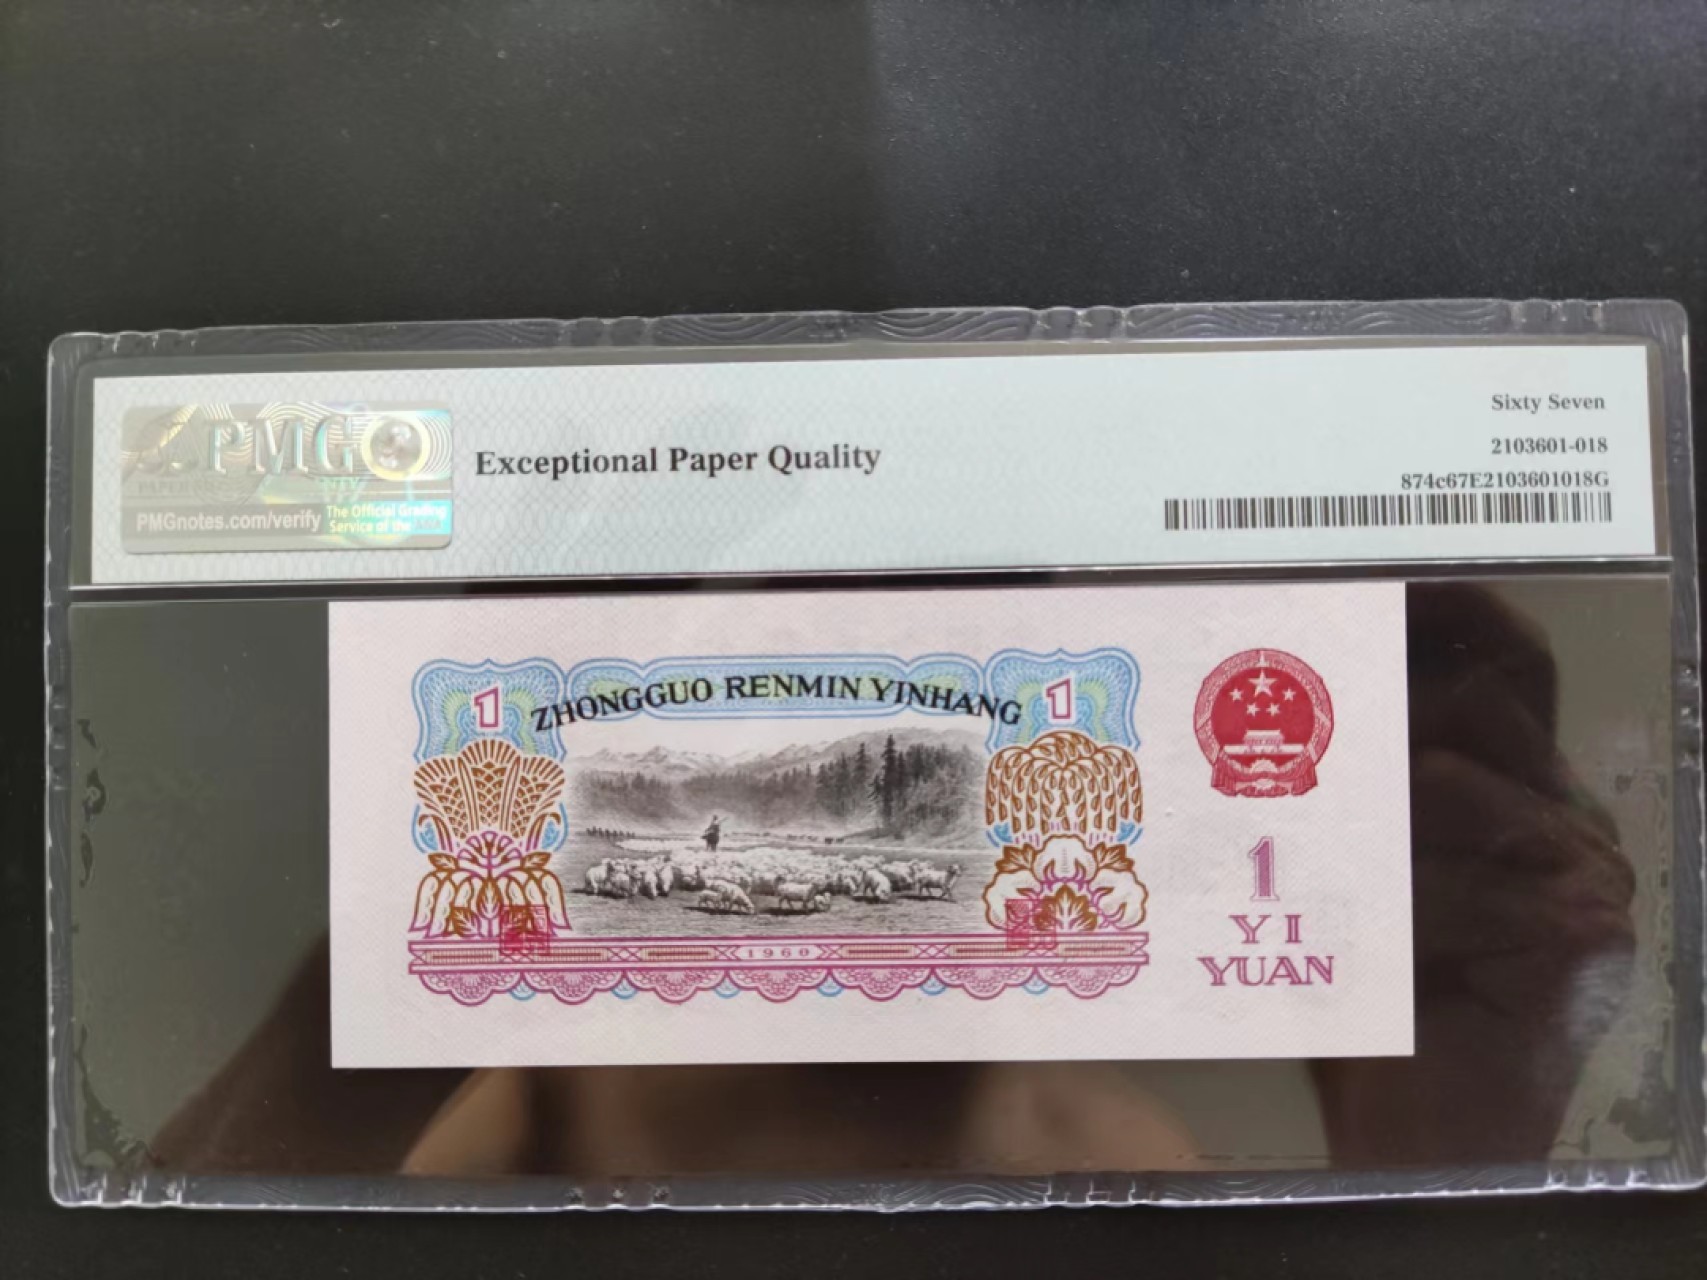 PMG
PMGnotes.com/verify
The Official Grading
Service of the
Exceptional Paper Quality
Sixty Seven
2103601-018
874c67E2103601018G
1
ZHONGGUO RENMIN YINHANG
1
1960
1
YI
YUAN